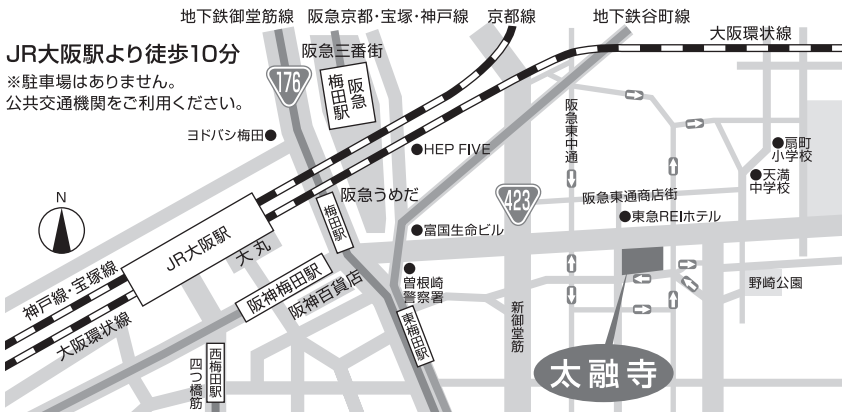 地下鉄御堂筋線
阪急京都・宝塚・神戸線
京都線
地下鉄谷町線
大阪環状線
JR大阪駅より徒歩10分
※駐車場はありません。
公共交通機関をご利用ください。
176
阪急三番街
阪急
梅田駅
ヨドバシ梅田
HEP FIVE
阪急東中通
扇町
小学校
天満
中学校
N
阪急うめだ
423
阪急東通商店街
東急REIホテル
梅田駅
富国生命ビル
JR大阪駅
大丸
神戸線・宝塚線
大阪環状線
阪神梅田駅
阪神百貨店
曽根崎
警察署
新御堂筋
野崎公園
東梅田駅
西梅田駅
四つ橋筋
太融寺